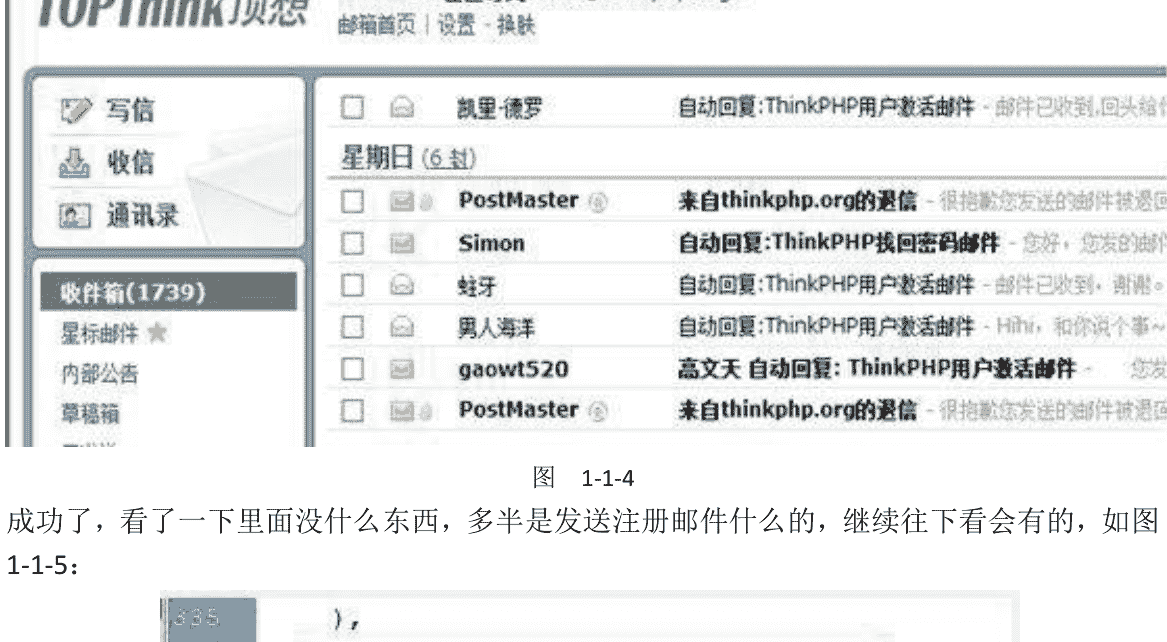 TOPThink顶想
邮箱首页 | 设置 - 换肤
写信
收信
通讯录
收件箱(1739)
星标邮件
内部公告
草稿箱
凯里-德罗 自动回复:ThinkPHP用户激活邮件 - 邮件已收到,回头给
星期日 (6 封)
PostMaster 来自thinkphp.org的退信 - 很抱歉您发送的邮件被退回
Simon 自动回复:ThinkPHP找回密码邮件 - 您好，您发的邮件
蛀牙 自动回复:ThinkPHP用户激活邮件 - 邮件已收到，谢谢。
男人海洋 自动回复:ThinkPHP用户激活邮件 - Hihi，和你说个事~
gaowt520 高文天 自动回复: ThinkPHP用户激活邮件 - 您发
PostMaster 来自thinkphp.org的退信 - 很抱歉您发送的邮件被退回
图 1-1-4
成功了，看了一下里面没什么东西，多半是发送注册邮件什么的，继续往下看会有的，如图
1-1-5：
335 ),